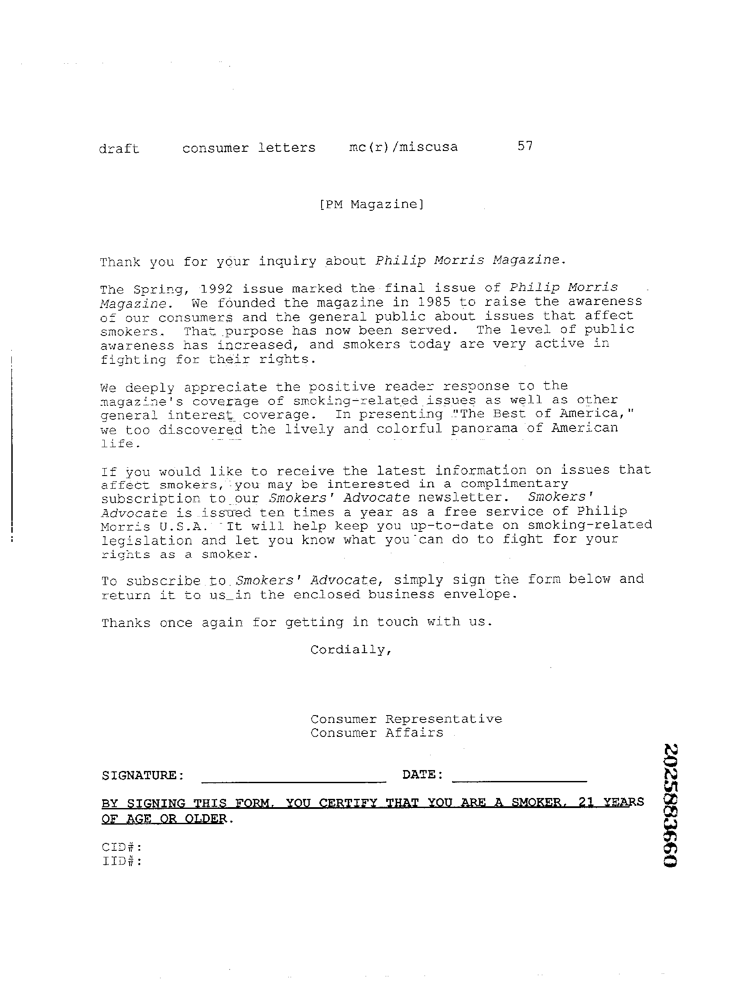 draft consumer letters mc(r)/miscusa 57
[PM Magazine]
Thank you for your inquiry about Philip Morris Magazine.
The Spring, 1992 issue marked the final issue of Philip Morris
Magazine. We founded the magazine in 1985 to raise the awareness
of our consumers and the general public about issues that affect
smokers. That purpose has now been served. The level of public
awareness has increased, and smokers today are very active in
fighting for their rights.
We deeply appreciate the positive reader response to the
magazine's coverage of smoking-related issues as well as other
general interest coverage. In presenting "The Best of America,"
we too discovered the lively and colorful panorama of American
life.
If you would like to receive the latest information on issues that
affect smokers, you may be interested in a complimentary
subscription to our Smokers' Advocate newsletter. Smokers'
Advocate is issued ten times a year as a free service of Philip
Morris U.S.A. It will help keep you up-to-date on smoking-related
legislation and let you know what you can do to fight for your
rights as a smoker.
To subscribe to Smokers' Advocate, simply sign the form below and
return it to us in the enclosed business envelope.
Thanks once again for getting in touch with us.
Cordially,
Consumer Representative
Consumer Affairs
SIGNATURE: DATE:
BY SIGNING THIS FORM, YOU CERTIFY THAT YOU ARE A SMOKER, 21 YEARS
OF AGE OR OLDER.
CID#:
IID#:
2025883660